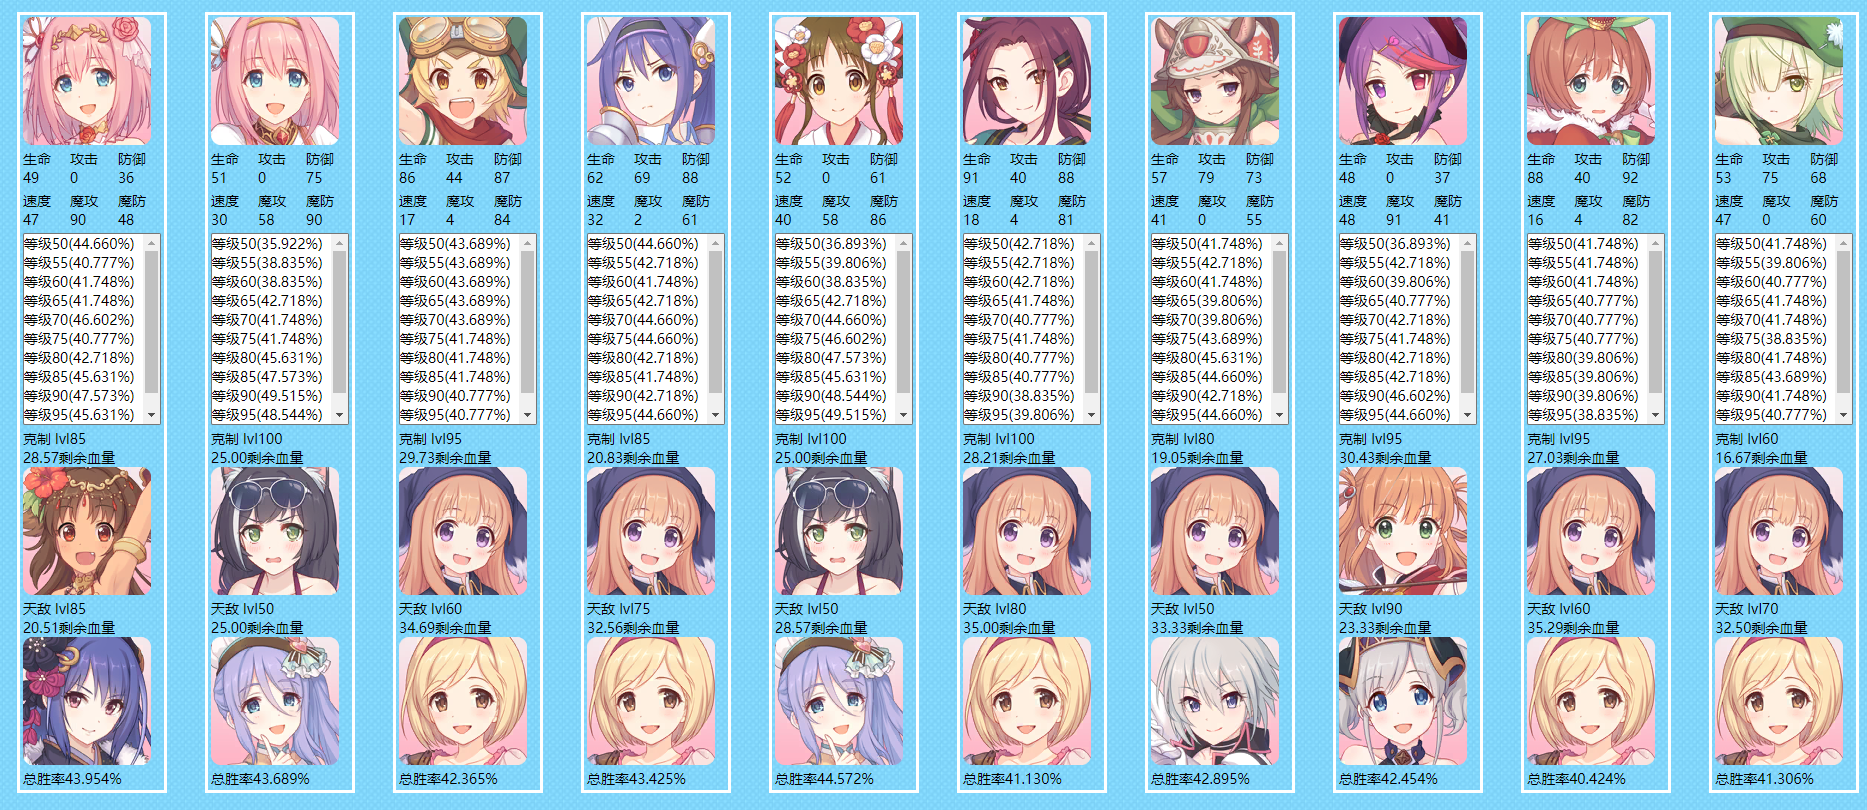 生命 攻击 防御
49 0 36
速度 魔攻 魔防
47 90 48
等级50(44.660%)
等级55(40.777%)
等级60(41.748%)
等级65(41.748%)
等级70(46.602%)
等级75(40.777%)
等级80(42.718%)
等级85(45.631%)
等级90(47.573%)
等级95(45.631%)
克制 lvl85
28.57剩余血量
天敌 lvl85
20.51剩余血量
总胜率43.954%
生命 攻击 防御
51 0 75
速度 魔攻 魔防
30 58 90
等级50(35.922%)
等级55(38.835%)
等级60(38.835%)
等级65(42.718%)
等级70(41.748%)
等级75(41.748%)
等级80(45.631%)
等级85(47.573%)
等级90(49.515%)
等级95(48.544%)
克制 lvl100
25.00剩余血量
天敌 lvl50
25.00剩余血量
总胜率43.689%
生命 攻击 防御
86 44 87
速度 魔攻 魔防
17 4 84
等级50(43.689%)
等级55(43.689%)
等级60(43.689%)
等级65(43.689%)
等级70(43.689%)
等级75(41.748%)
等级80(41.748%)
等级85(41.748%)
等级90(40.777%)
等级95(40.777%)
克制 lvl95
29.73剩余血量
天敌 lvl60
34.69剩余血量
总胜率42.365%
生命 攻击 防御
62 69 88
速度 魔攻 魔防
32 2 61
等级50(44.660%)
等级55(42.718%)
等级60(41.748%)
等级65(42.718%)
等级70(44.660%)
等级75(44.660%)
等级80(42.718%)
等级85(41.748%)
等级90(42.718%)
等级95(44.660%)
克制 lvl85
20.83剩余血量
天敌 lvl75
32.56剩余血量
总胜率43.425%
生命 攻击 防御
52 0 61
速度 魔攻 魔防
40 58 86
等级50(36.893%)
等级55(39.806%)
等级60(38.835%)
等级65(42.718%)
等级70(44.660%)
等级75(46.602%)
等级80(47.573%)
等级85(45.631%)
等级90(48.544%)
等级95(49.515%)
克制 lvl100
25.00剩余血量
天敌 lvl50
28.57剩余血量
总胜率44.572%
生命 攻击 防御
91 40 88
速度 魔攻 魔防
18 4 81
等级50(42.718%)
等级55(42.718%)
等级60(42.718%)
等级65(41.748%)
等级70(40.777%)
等级75(41.748%)
等级80(40.777%)
等级85(40.777%)
等级90(38.835%)
等级95(39.806%)
克制 lvl100
28.21剩余血量
天敌 lvl80
35.00剩余血量
总胜率41.130%
生命 攻击 防御
57 79 73
速度 魔攻 魔防
41 0 55
等级50(41.748%)
等级55(42.718%)
等级60(41.748%)
等级65(39.806%)
等级70(39.806%)
等级75(43.689%)
等级80(45.631%)
等级85(44.660%)
等级90(42.718%)
等级95(44.660%)
克制 lvl80
19.05剩余血量
天敌 lvl50
33.33剩余血量
总胜率42.895%
生命 攻击 防御
48 0 37
速度 魔攻 魔防
48 91 41
等级50(36.893%)
等级55(42.718%)
等级60(39.806%)
等级65(40.777%)
等级70(42.718%)
等级75(41.748%)
等级80(42.718%)
等级85(42.718%)
等级90(46.602%)
等级95(44.660%)
克制 lvl95
30.43剩余血量
天敌 lvl90
23.33剩余血量
总胜率42.454%
生命 攻击 防御
88 40 92
速度 魔攻 魔防
16 4 82
等级50(41.748%)
等级55(41.748%)
等级60(41.748%)
等级65(40.777%)
等级70(40.777%)
等级75(40.777%)
等级80(39.806%)
等级85(39.806%)
等级90(39.806%)
等级95(38.835%)
克制 lvl95
27.03剩余血量
天敌 lvl60
35.29剩余血量
总胜率40.424%
生命 攻击 防御
53 75 68
速度 魔攻 魔防
47 0 60
等级50(41.748%)
等级55(39.806%)
等级60(40.777%)
等级65(41.748%)
等级70(41.748%)
等级75(38.835%)
等级80(41.748%)
等级85(43.689%)
等级90(41.748%)
等级95(40.777%)
克制 lvl60
16.67剩余血量
天敌 lvl70
32.50剩余血量
总胜率41.306%